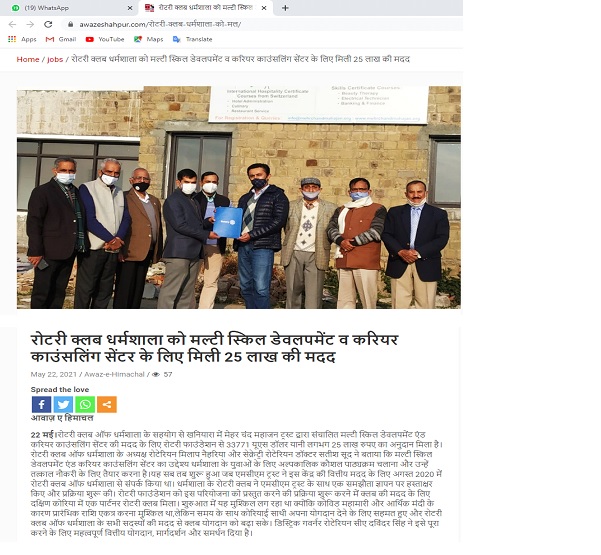 (19) WhatsApp
रोटरी क्लब धर्मशाला को मल्टी स्किल
awazeshahpur.com/रोटरी-क्लब-धर्मशाला-को-मल/
Apps Gmail YouTube Maps Translate
Home / jobs / रोटरी क्लब धर्मशाला को मल्टी स्किल डेवलपमेंट व करियर काउंसलिंग सेंटर के लिए मिली 25 लाख की मदद
International Hospitality Certificate
Courses from Switzerland
Skills Certificate Courses
रोटरी क्लब धर्मशाला को मल्टी स्किल डेवलपमेंट व करियर
काउंसलिंग सेंटर के लिए मिली 25 लाख की मदद
May 22, 2021 / Awaz-e-Himachal / 57
Spread the love
आवाज़ ए हिमाचल
22 मई।रोटरी क्लब ऑफ धर्मशाला के सहयोग से खनियारा में मेहर चंद महाजन ट्रस्ट द्वारा संचालित मल्टी स्किल डेवलपमेंट एंड
करियर काउंसलिंग सेंटर की मदद के लिए रोटरी फाउंडेशन से 33771 यूएस डॉलर यानी लगभग 25 लाख रुपए का अनुदान मिला है।
रोटरी क्लब ऑफ धर्मशाला के अध्यक्ष रोटेरियन मिलाप नेहरिया और सेक्रेट्री रोटेरियन डॉक्टर सतीश सूद ने बताया कि मल्टी स्किल
डेवलपमेंट एंड करियर काउंसलिंग सेंटर का उद्देश्य धर्मशाला के युवाओं के लिए अल्पकालिक कौशल पाठ्यक्रम चलाना और उन्हें
तत्काल नौकरी के लिए तैयार करना है।यह सब तब शुरू हुआ जब एमसीएम ट्रस्ट ने इस केंद्र की वित्तीय मदद के लिए अगस्त 2020 में
रोटरी क्लब ऑफ धर्मशाला से संपर्क किया था। धर्मशाला के रोटरी क्लब ने एमसीएम ट्रस्ट के साथ एक समझौता ज्ञापन पर हस्ताक्षर
किए और प्रक्रिया शुरू की। रोटरी फाउंडेशन को इस परियोजना को प्रस्तुत करने की प्रक्रिया शुरू करने में क्लब की मदद के लिए
दक्षिण कोरिया में एक पार्टनर रोटरी क्लब मिला। शुरुआत में यह मुश्किल लग रहा था क्योंकि कोविड महामारी और आर्थिक मंदी के
कारण प्रारंभिक राशि एकत्र करना मुश्किल था,लेकिन समय के साथ कोरियाई साथी अपना योगदान देने के लिए सहमत हुए और रोटरी
क्लब ऑफ धर्मशाला के सभी सदस्यों की मदद से क्लब योगदान को बढ़ा सके। डिस्ट्रिक गवर्नर रोटेरियन सीए दविंदर सिंह ने इसे पूरा
करने के लिए महत्वपूर्ण वित्तीय योगदान, मार्गदर्शन और समर्थन दिया है।